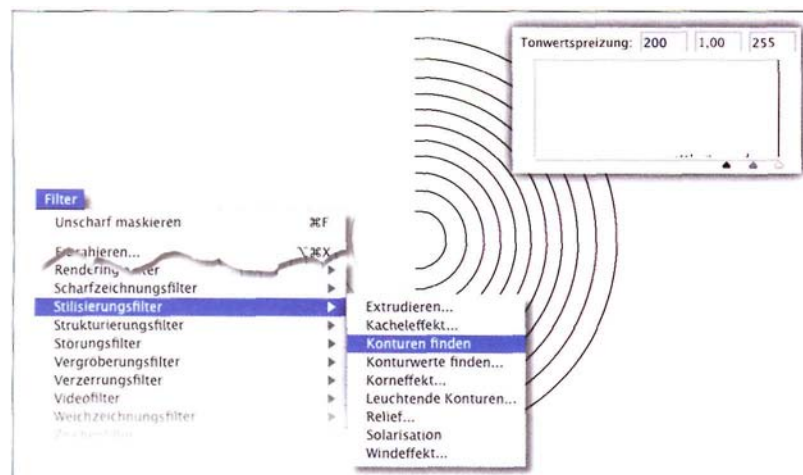 Tonwertspreizung: 200 1,00 255
Filter
Unscharf maskieren ⌘F
⌥⌘X
Scharfzeichnungsfilter
Stilisierungsfilter
Strukturierungsfilter
Störungsfilter
Vergröberungsfilter
Verzerrungsfilter
Videofilter
Weichzeichnungsfilter
Extrudieren...
Kacheleffekt...
Konturen finden
Konturwerte finden...
Korneffekt...
Leuchtende Konturen...
Relief...
Solarisation
Windeffekt...